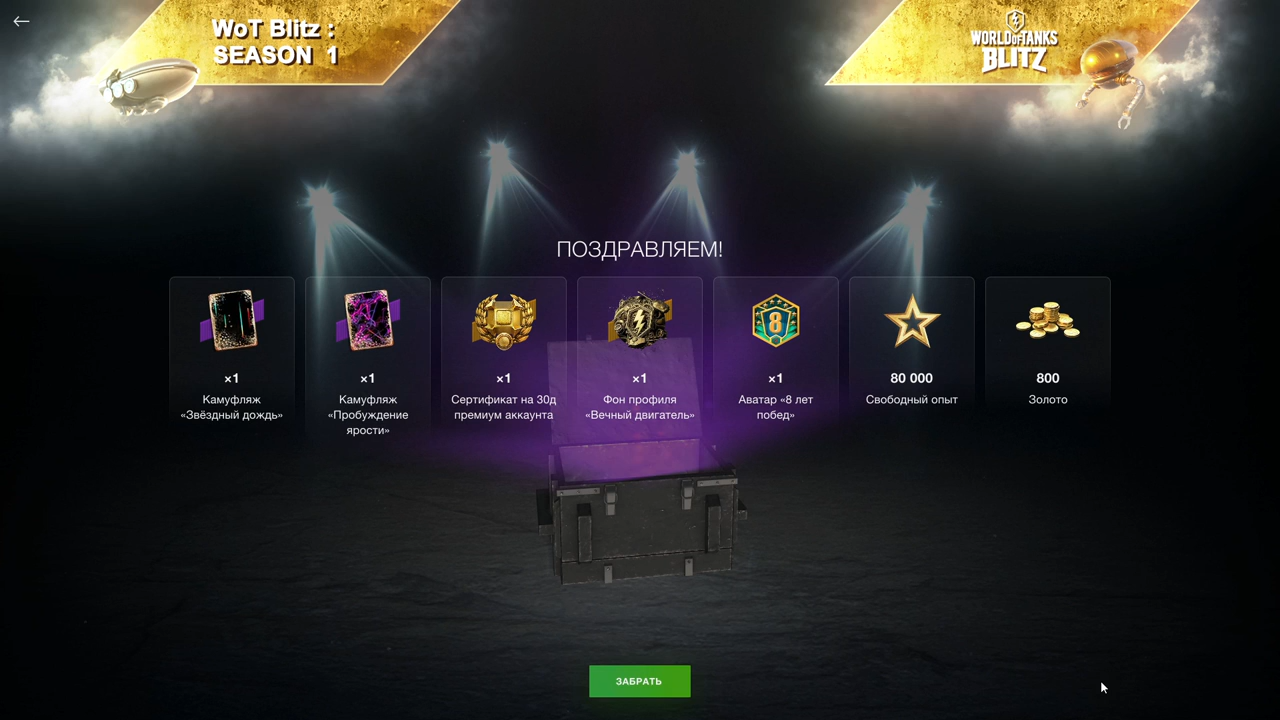 WoT Blitz :
SEASON 1
WORLD OF TANKS
BLITZ
ПОЗДРАВЛЯЕМ!
×1
Камуфляж
«Звёздный дождь»
×1
Камуфляж
«Пробуждение
ярости»
×1
Сертификат на 30д
премиум аккаунта
×1
Фон профиля
«Вечный двигатель»
8
×1
Аватар «8 лет
побед»
80 000
Свободный опыт
800
Золото
ЗАБРАТЬ